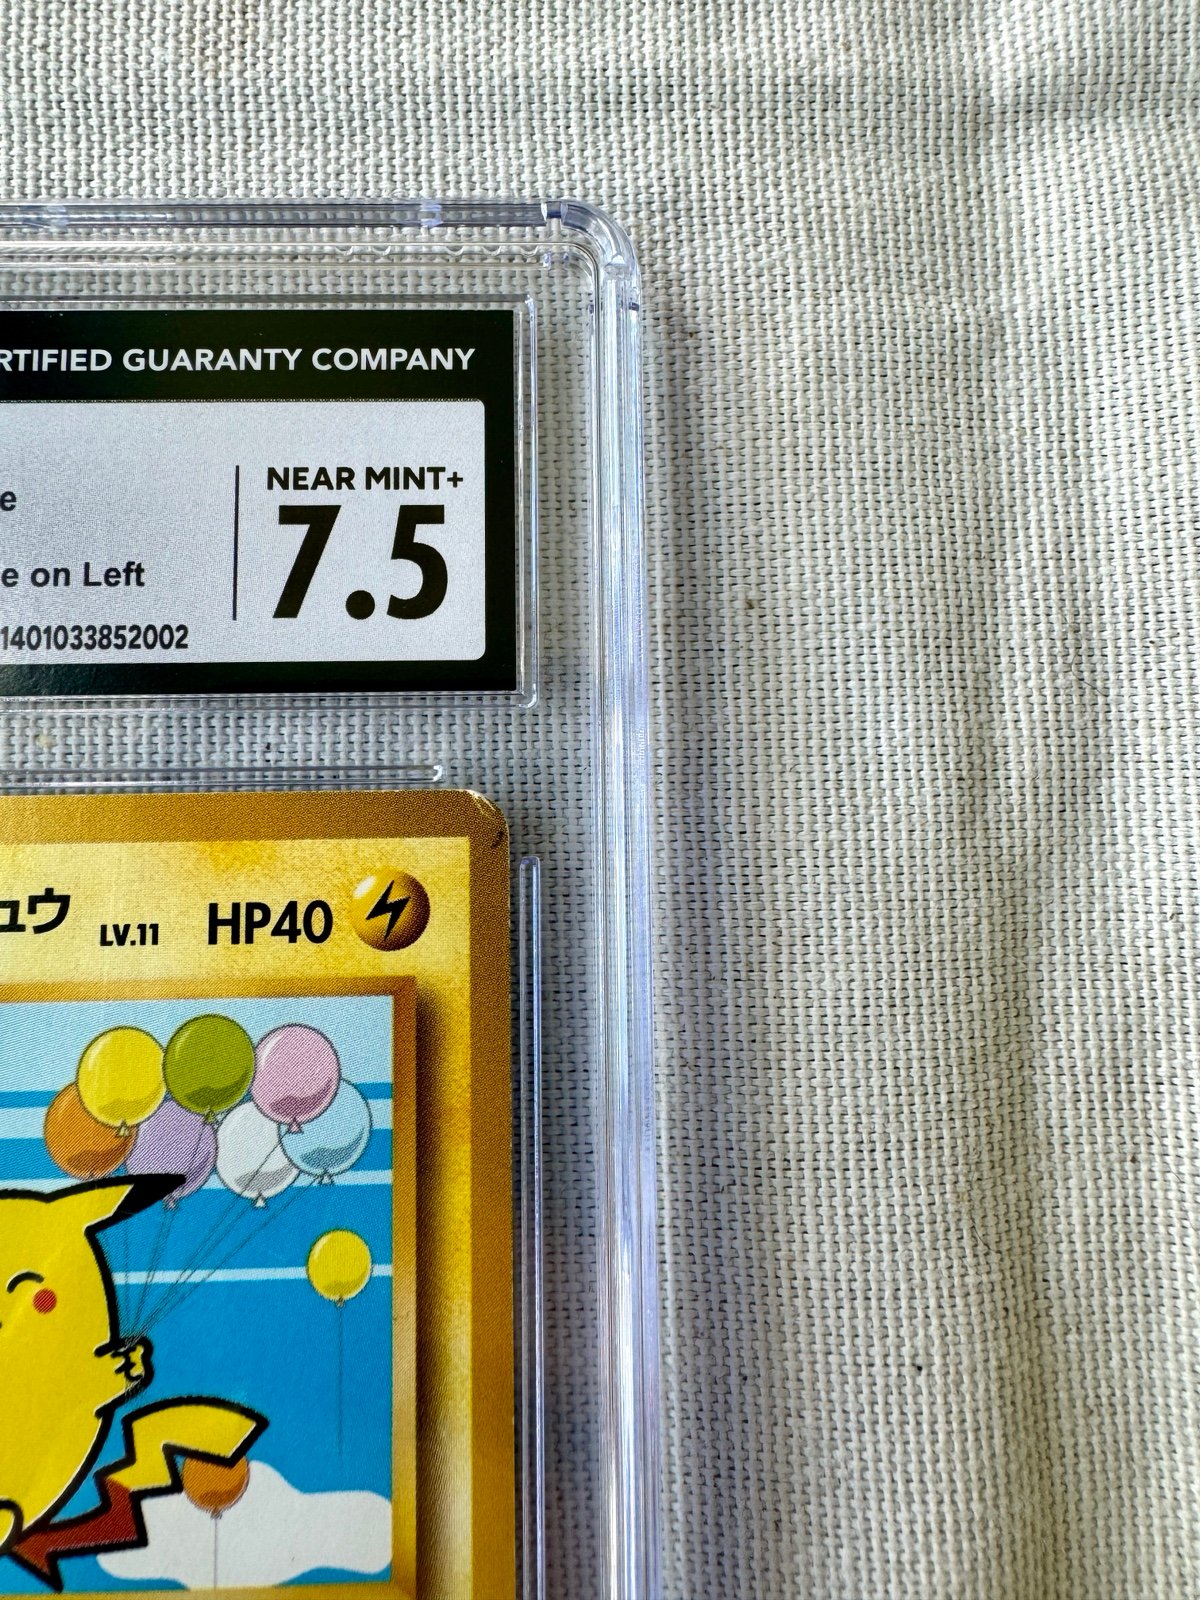 RTIFIED GUARANTY COMPANY
NEAR MINT+
e
7.5
e on Left
1401033852002
ュウ LV.11 HP40